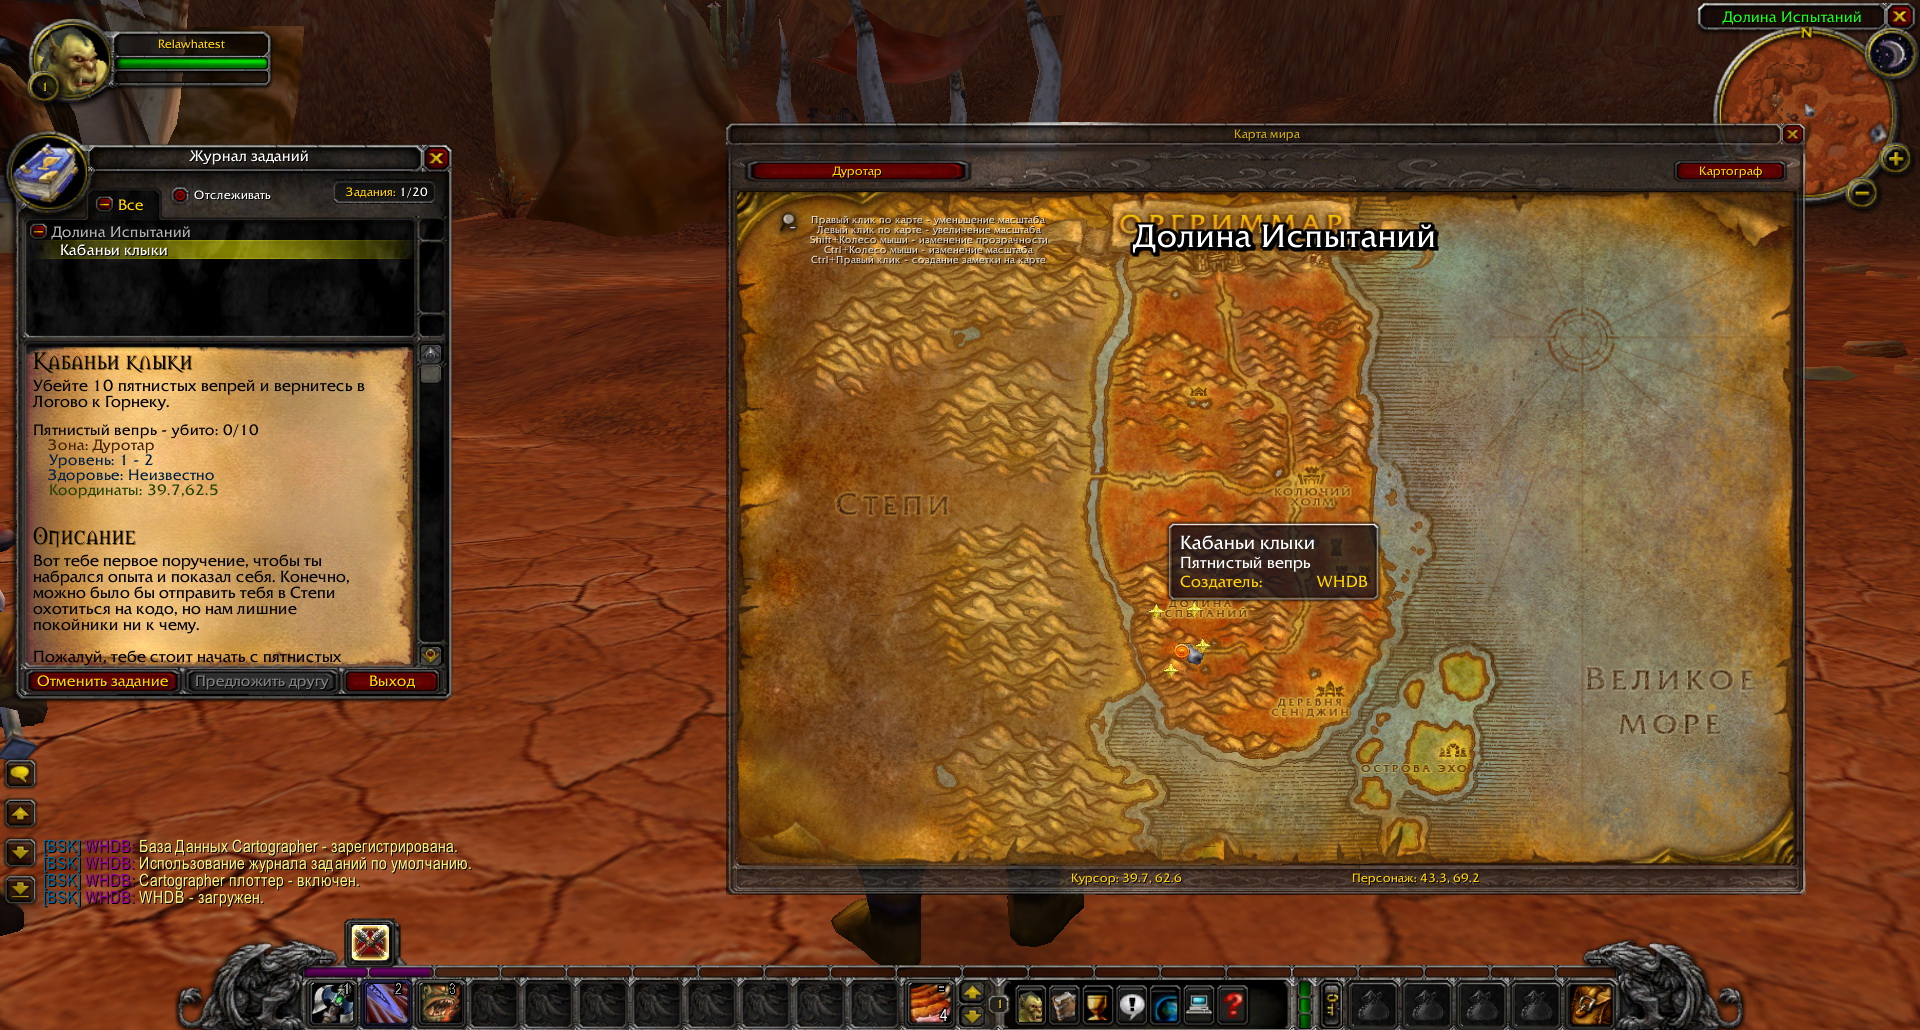 Relawhatest
1
Долина Испытаний
N
Журнал заданий
Все
Отслеживать
Задания: 1/20
Долина Испытаний
Кабаньи клыки
Кабаньи клыки
Убейте 10 пятнистых вепрей и вернитесь в
Логово к Горнеку.
Пятнистый вепрь - убито: 0/10
Зона: Дуротар
Уровень: 1 - 2
Здоровье: Неизвестно
Координаты: 39.7,62.5
Описание
Вот тебе первое поручение, чтобы ты
набрался опыта и показал себя. Конечно,
можно было бы отправить тебя в Степи
охотиться на кодо, но нам лишние
покойники ни к чему.
Пожалуй, тебе стоит начать с пятнистых
Отменить задание
Предложить другу
Выход
Карта мира
Дуротар
Картограф
Правый клик по карте - уменьшение масштаба
Левый клик по карте - увеличение масштаба
Shift+Колесо мыши - изменение прозрачности
Ctrl+Колесо мыши - изменение масштаба
Ctrl+Правый клик - создание заметки на карте
Оргриммар
Долина Испытаний
Степи
Колючий
холм
Кабаньи клыки
Пятнистый вепрь
Создатель: WHDB
Долина
Испытаний
Деревня
Сен'джин
Острова Эхо
Великое
море
Курсор: 39.7, 62.6
Персонаж: 43.3, 69.2
[BSK] WHDB: База Данных Cartographer - зарегистрирована.
[BSK] WHDB: Использование журнала заданий по умолчанию.
[BSK] WHDB: Cartographer плоттер - включен.
[BSK] WHDB: WHDB - загружен.
1
2
3
=
4
1